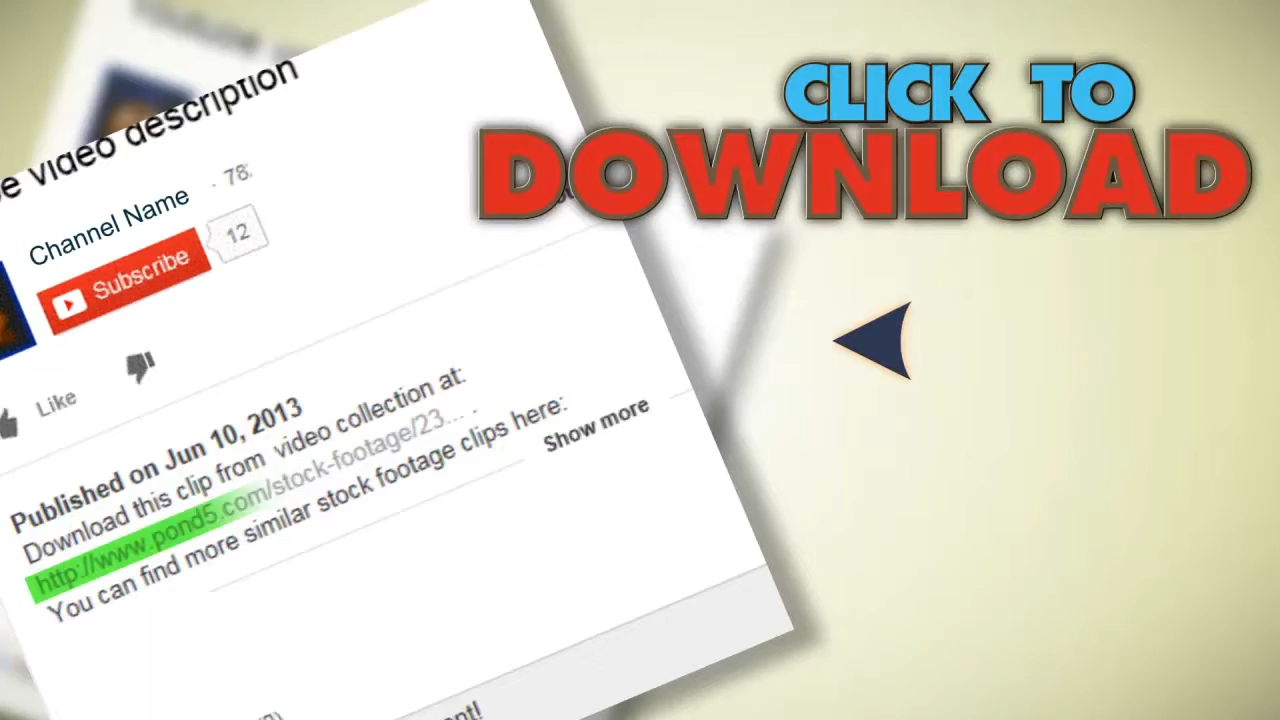 CLICK TO
DOWNLOAD
video description
Channel Name
78
Subscribe
12
Like
Published on Jun 10, 2013
Download this clip from video collection at:
http://www.pond5.com/stock-footage/23...
You can find more similar stock footage clips here:
Show more